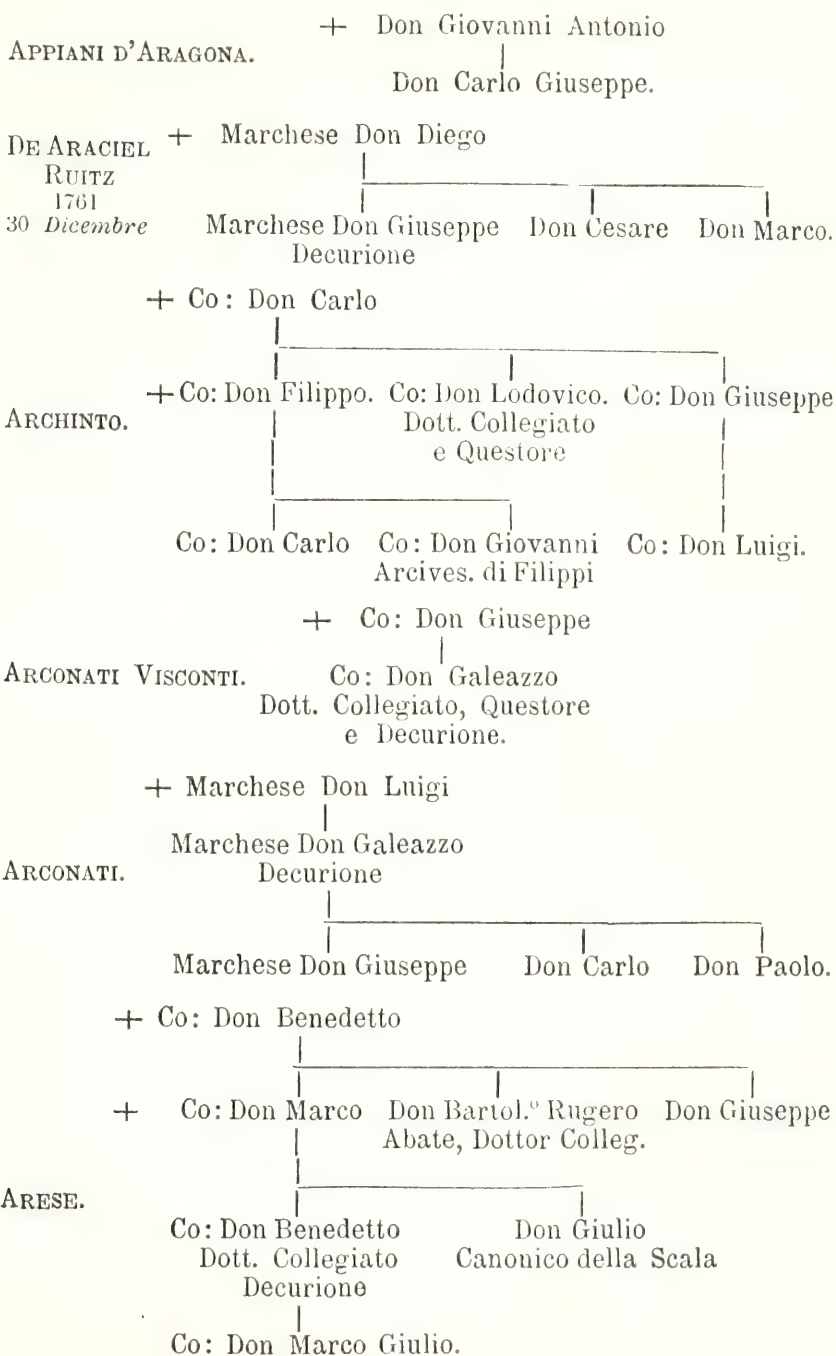 + Don Giovanni Antonio
APPIANI D'ARAGONA.
Don Carlo Giuseppe.
DE ARACIEL + Marchese Don Diego
RUITZ
1761
30 Dicembre Marchese Don Giuseppe Don Cesare Don Marco.
Decurione
+ Co: Don Carlo
+ Co: Don Filippo. Co: Don Lodovico. Co: Don Giuseppe
ARCHINTO. Dott. Collegiato
e Questore
Co: Don Carlo Co: Don Giovanni Co: Don Luigi.
Arcives. di Filippi
+ Co: Don Giuseppe
ARCONATI VISCONTI. Co: Don Galeazzo
Dott. Collegiato, Questore
e Decurione.
+ Marchese Don Luigi
Marchese Don Galeazzo
ARCONATI. Decurione
Marchese Don Giuseppe Don Carlo Don Paolo.
+ Co: Don Benedetto
+ Co: Don Marco Don Bartol.º Rugero Don Giuseppe
Abate, Dottor Colleg.
ARESE.
Co: Don Benedetto Don Giulio
Dott. Collegiato Canonico della Scala
Decurione
Co: Don Marco Giulio.